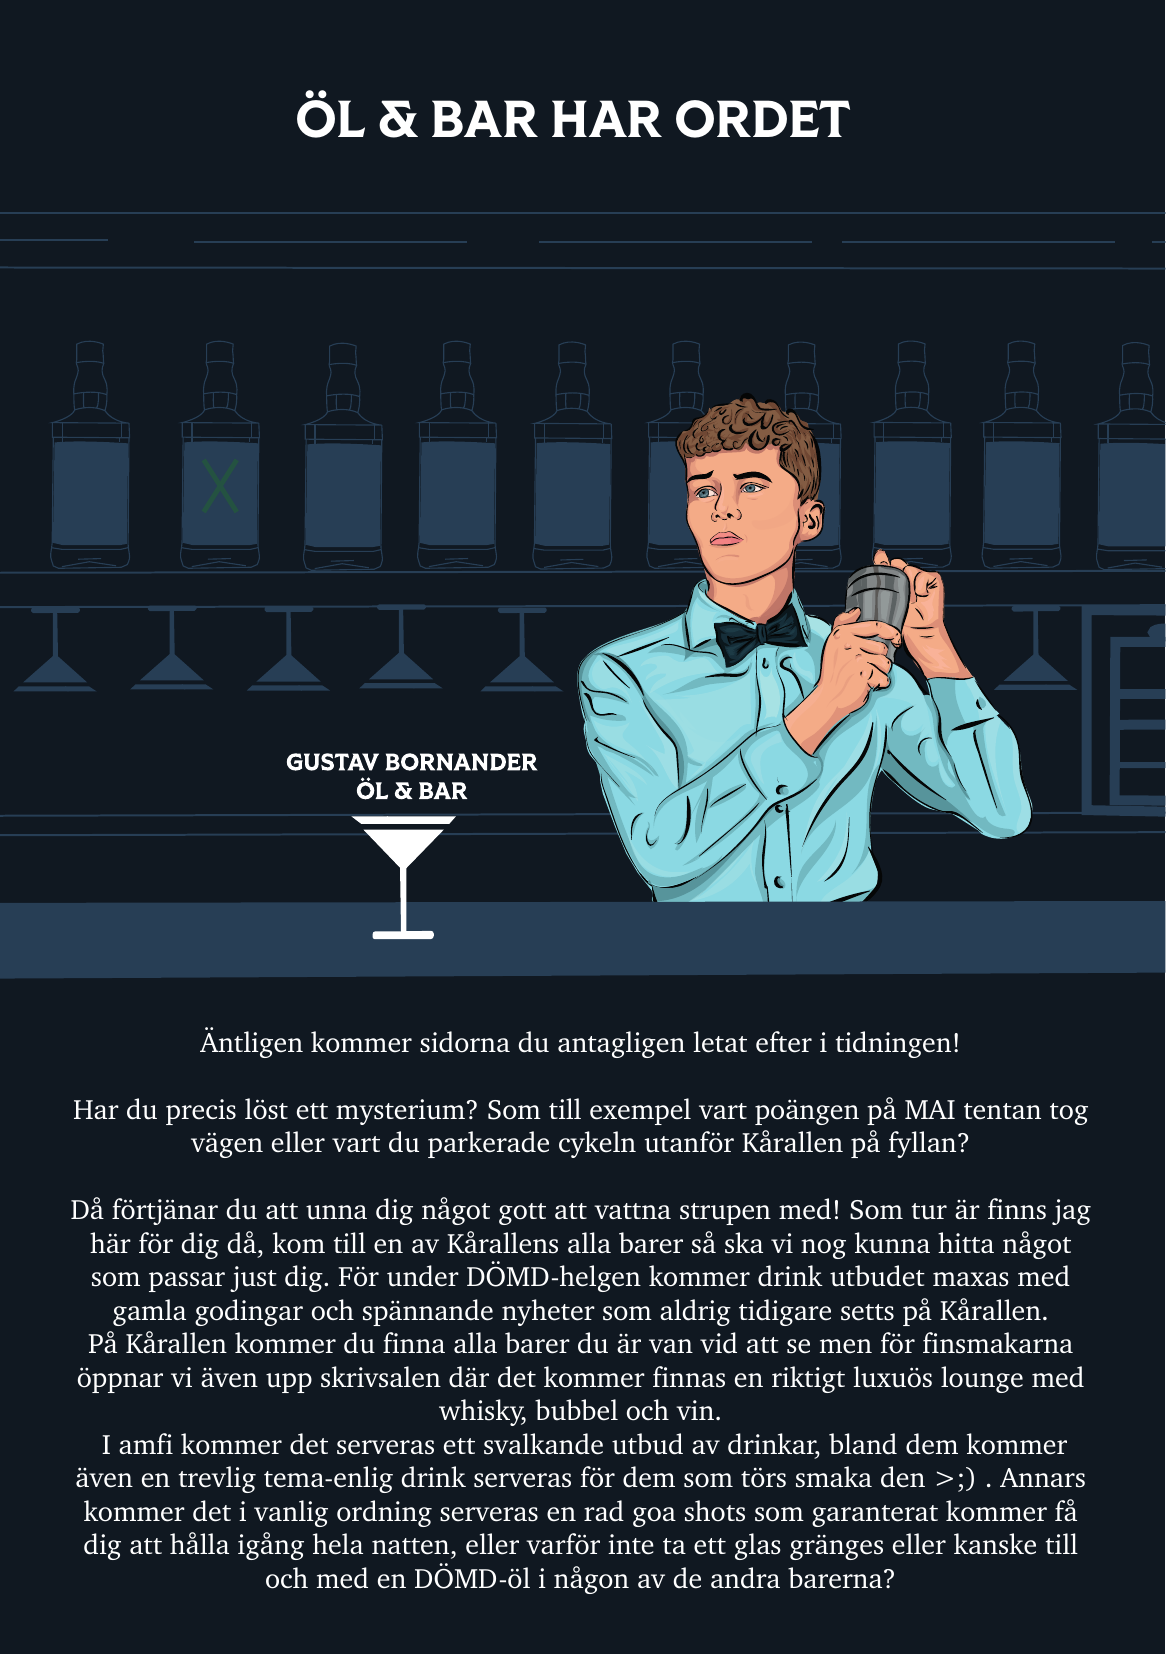 ÖL & BAR HAR ORDET
X
GUSTAV BORNANDER
ÖL & BAR
Äntligen kommer sidorna du antagligen letat efter i tidningen!
Har du precis löst ett mysterium? Som till exempel vart poängen på MAI tentan tog
vägen eller vart du parkerade cykeln utanför Kårallen på fyllan?
Då förtjänar du att unna dig något gott att vattna strupen med! Som tur är finns jag
här för dig då, kom till en av Kårallens alla barer så ska vi nog kunna hitta något
som passar just dig. För under DÖMD-helgen kommer drink utbudet maxas med
gamla godingar och spännande nyheter som aldrig tidigare setts på Kårallen.
På Kårallen kommer du finna alla barer du är van vid att se men för finsmakarna
öppnar vi även upp skrivsalen där det kommer finnas en riktigt luxuös lounge med
whisky, bubbel och vin.
I amfi kommer det serveras ett svalkande utbud av drinkar, bland dem kommer
även en trevlig tema-enlig drink serveras för dem som törs smaka den >;) . Annars
kommer det i vanlig ordning serveras en rad goa shots som garanterat kommer få
dig att hålla igång hela natten, eller varför inte ta ett glas gränges eller kanske till
och med en DÖMD-öl i någon av de andra barerna?